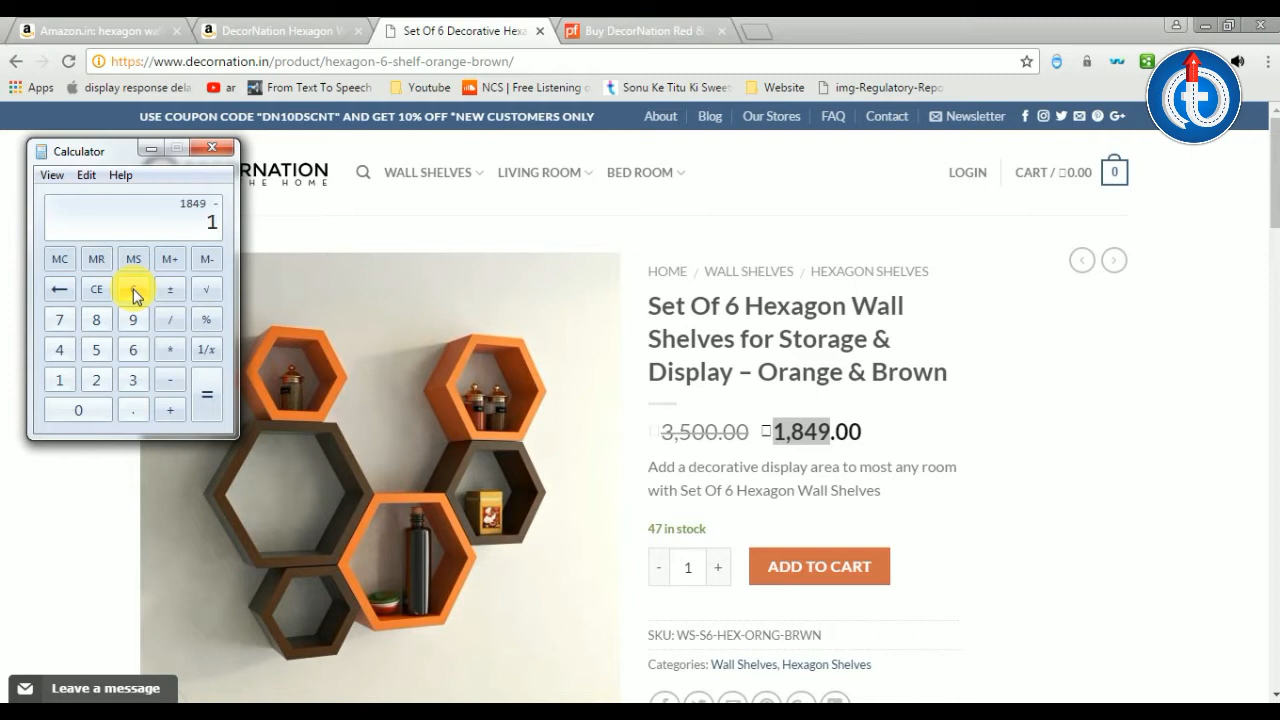 Amazon.in: hexagon wa
DecorNation Hexagon W
Set Of 6 Decorative Hexa
Buy DecorNation Red &
https://www.decornation.in/product/hexagon-6-shelf-orange-brown/
Apps
display response dela
ar
From Text To Speech
Youtube
NCS | Free Listening o
Sonu Ke Titu Ki Sweet
Website
img-Regulatory-Repo
USE COUPON CODE "DN10DSCNT" AND GET 10% OFF *NEW CUSTOMERS ONLY
About
Blog
Our Stores
FAQ
Contact
Newsletter
Calculator
View Edit Help
1849 -
1
MC MR MS M+ M-
← CE C ± √
7 8 9 / %
4 5 6 * 1/x
1 2 3 - =
0 . +
ORNATION
HE HOME
WALL SHELVES
LIVING ROOM
BED ROOM
LOGIN
CART / 0.00
0
HOME / WALL SHELVES / HEXAGON SHELVES
Set Of 6 Hexagon Wall
Shelves for Storage &
Display – Orange & Brown
3,500.00 1,849.00
Add a decorative display area to most any room
with Set Of 6 Hexagon Wall Shelves
47 in stock
- 1 +
ADD TO CART
SKU: WS-S6-HEX-ORNG-BRWN
Categories: Wall Shelves, Hexagon Shelves
Leave a message